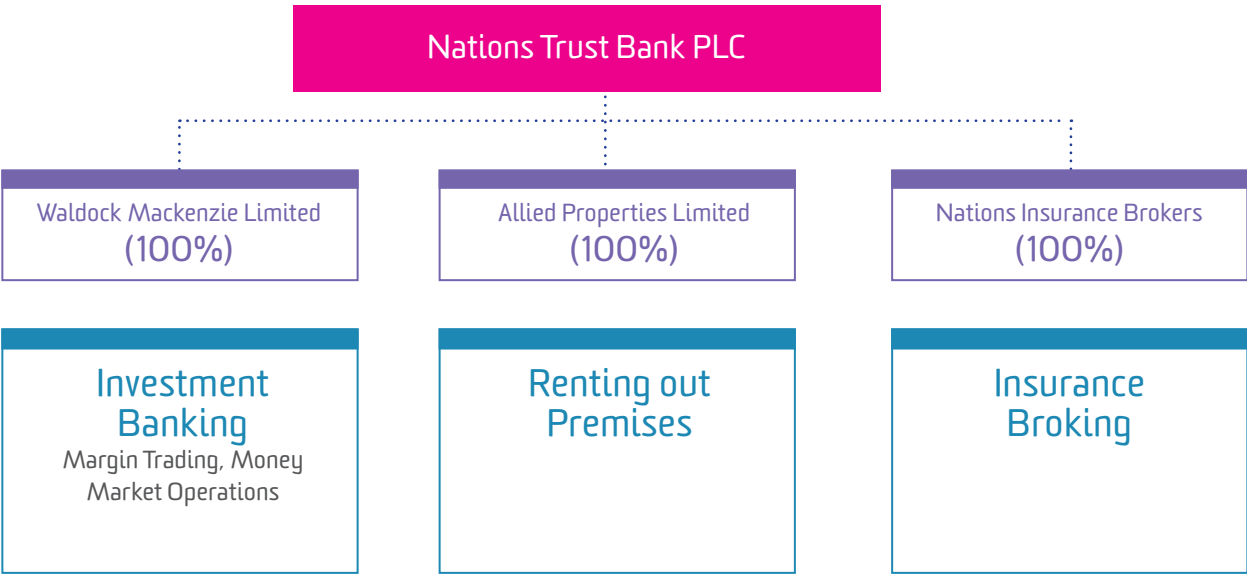 Nations Trust Bank PLC
Waldock Mackenzie Limited
(100%)
Allied Properties Limited
(100%)
Nations Insurance Brokers
(100%)
Investment
Banking
Margin Trading, Money
Market Operations
Renting out
Premises
Insurance
Broking